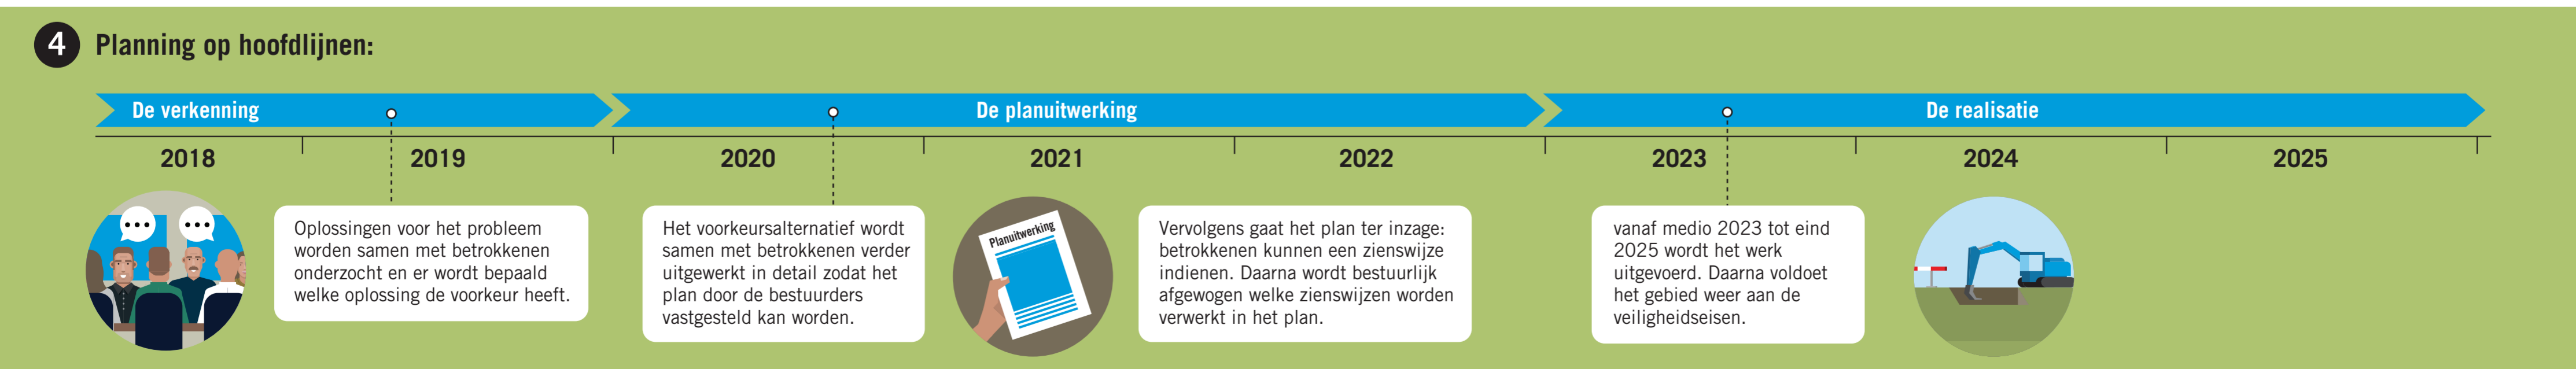 4 Planning op hoofdlijnen:
De verkenning
De planuitwerking
De realisatie
2018
2019
2020
2021
2022
2023
2024
2025
Oplossingen voor het probleem
worden samen met betrokkenen
onderzocht en er wordt bepaald
welke oplossing de voorkeur heeft.
Het voorkeursalternatief wordt
samen met betrokkenen verder
uitgewerkt in detail zodat het
plan door de bestuurders
vastgesteld kan worden.
Planuitwerking
Vervolgens gaat het plan ter inzage:
betrokkenen kunnen een zienswijze
indienen. Daarna wordt bestuurlijk
afgewogen welke zienswijzen worden
verwerkt in het plan.
vanaf medio 2023 tot eind
2025 wordt het werk
uitgevoerd. Daarna voldoet
het gebied weer aan de
veiligheidseisen.